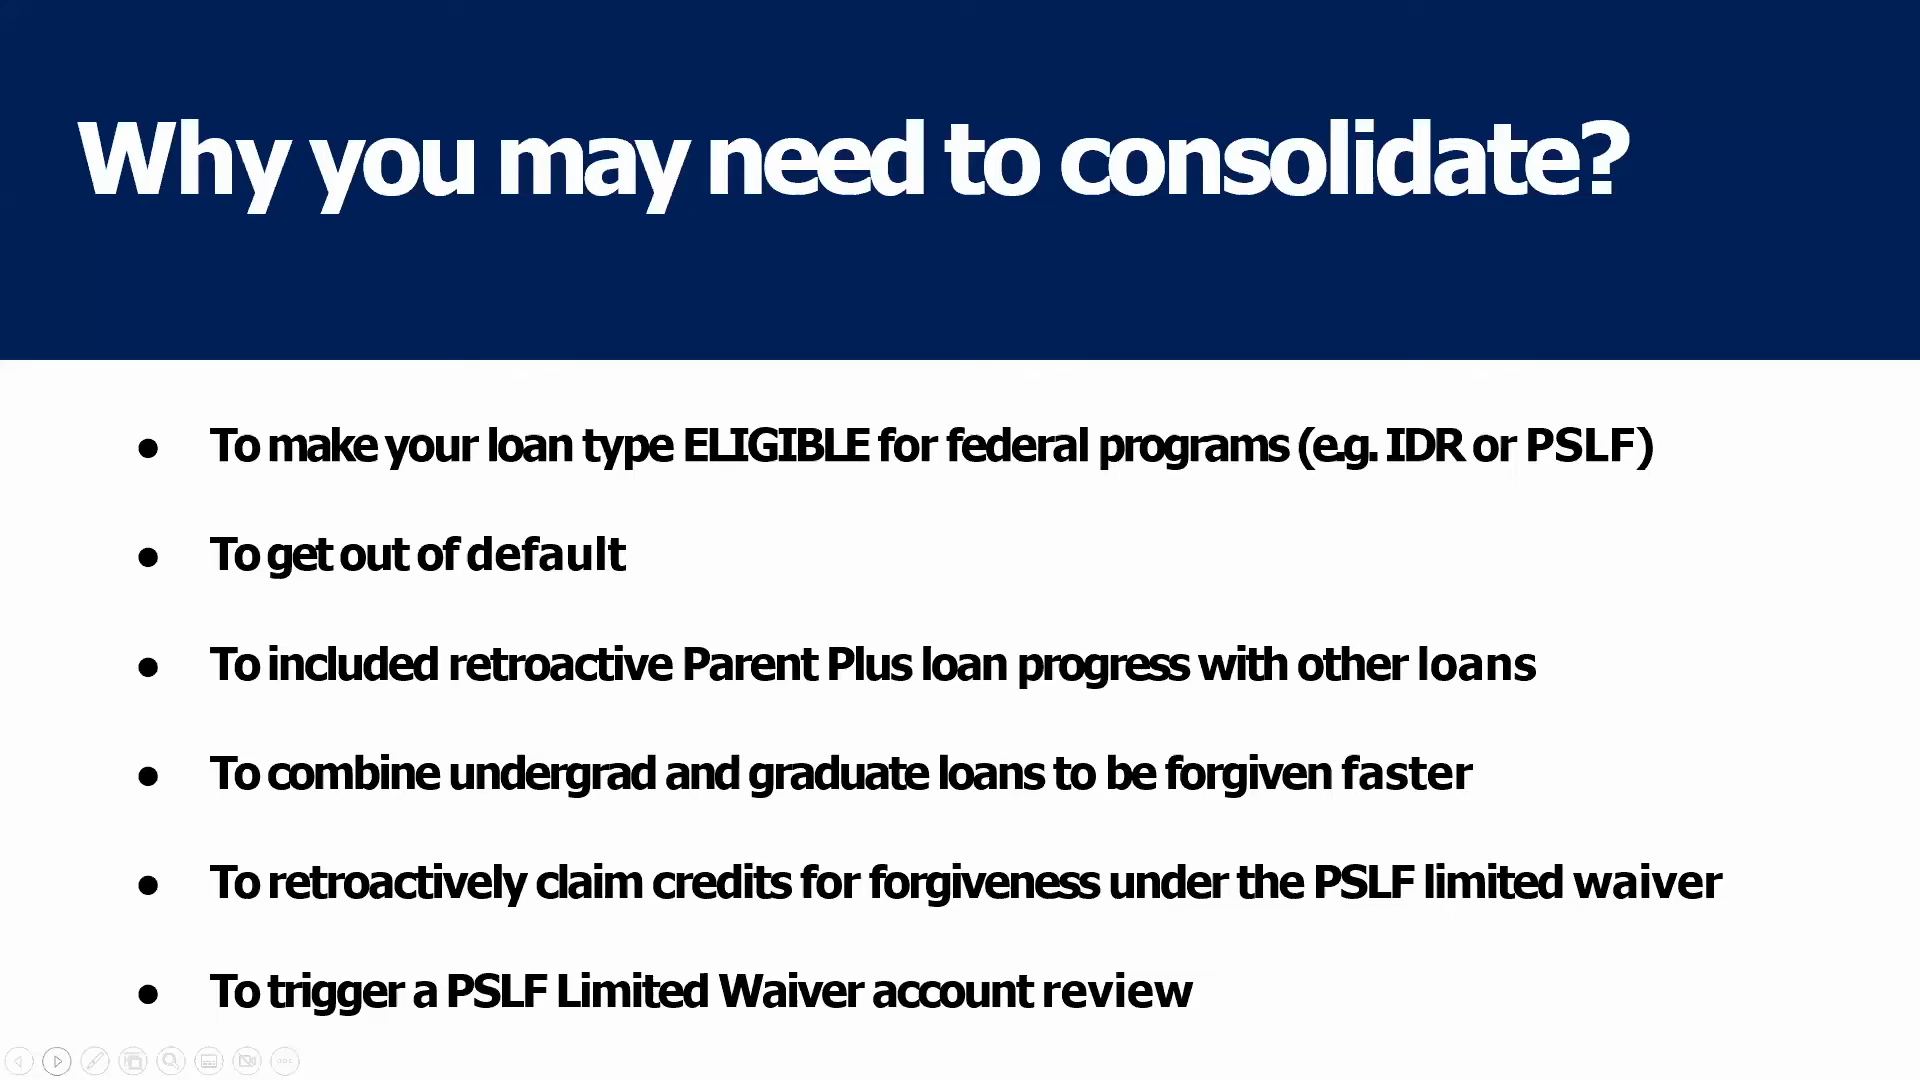 Why you may need to consolidate?
● To make your loan type ELIGIBLE for federal programs (e.g. IDR or PSLF)
● To get out of default
● To included retroactive Parent Plus loan progress with other loans
● To combine undergrad and graduate loans to be forgiven faster
● To retroactively claim credits for forgiveness under the PSLF limited waiver
● To trigger a PSLF Limited Waiver account review